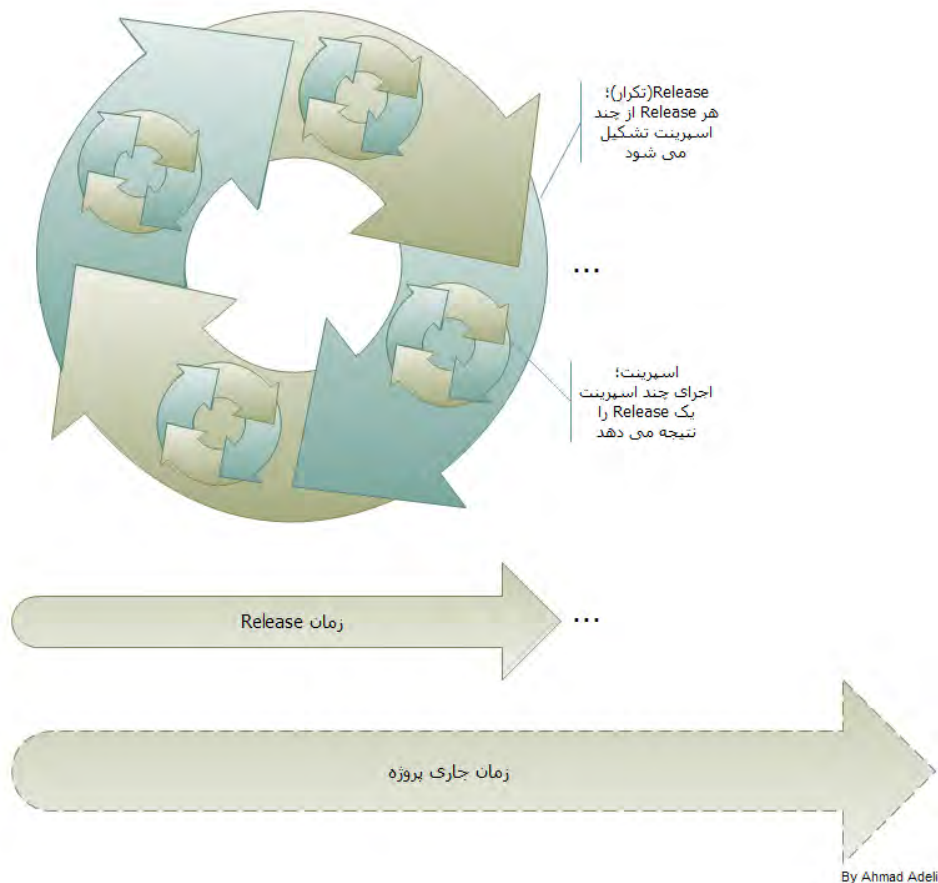 Release(تکرار)؛
هر Release از چند
اسپرینت تشکیل
می شود
...
اسپرینت؛
اجرای چند اسپرینت
یک Release را
نتیجه می دهد
زمان Release
...
زمان جاری پروژه
By Ahmad Adeli